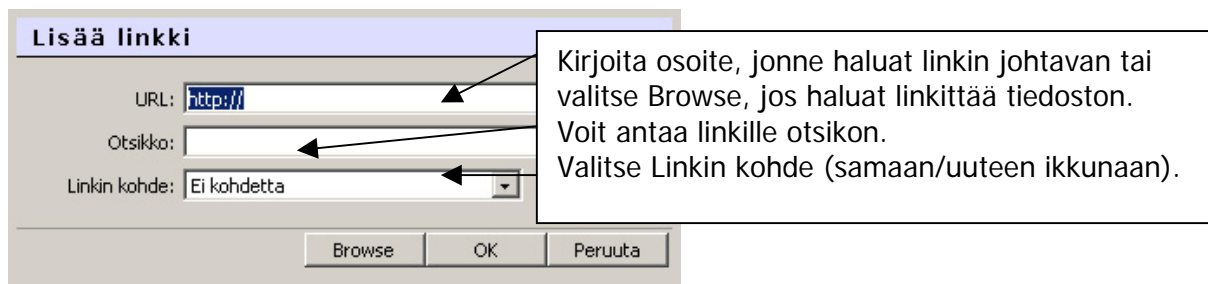 Lisää linkki
URL: http://
Otsikko:
Linkin kohde: Ei kohdetta
Browse OK Peruuta
Kirjoita osoite, jonne haluat linkin johtavan tai
valitse Browse, jos haluat linkittää tiedoston.
Voit antaa linkille otsikon.
Valitse Linkin kohde (samaan/uuteen ikkunaan).